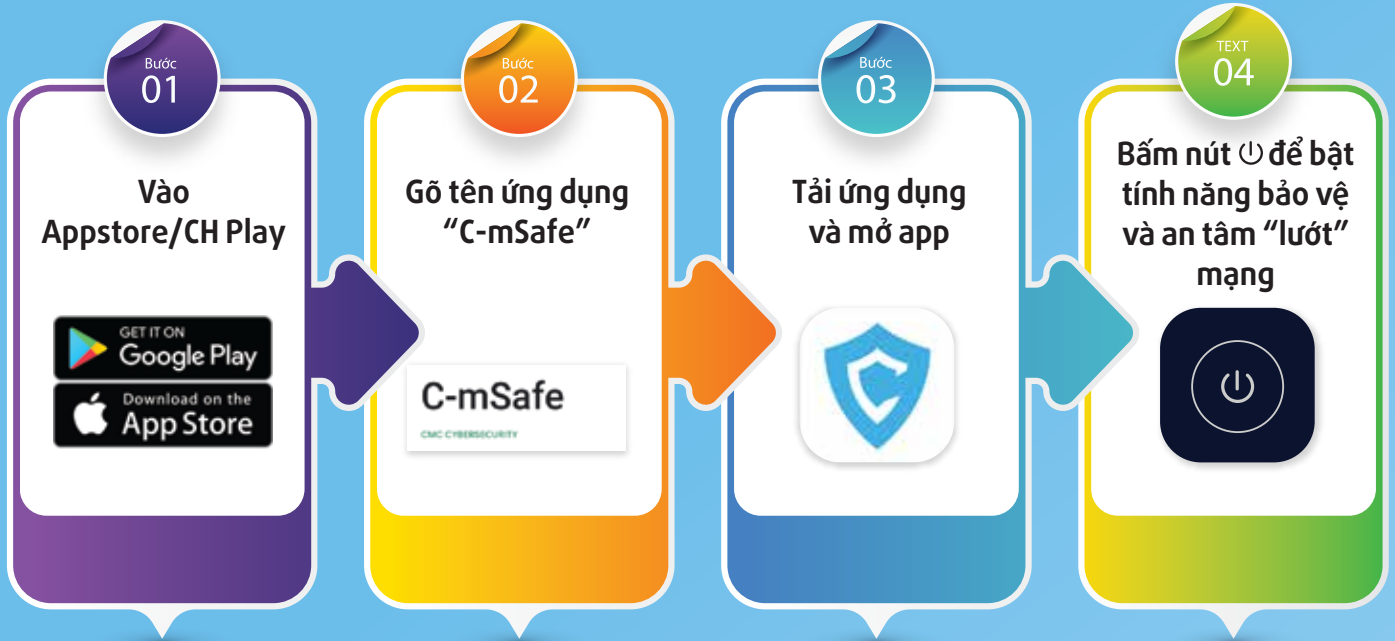 Bước
01
Vào
Appstore/CH Play
GET IT ON
Google Play
Download on the
App Store
Bước
02
Gõ tên ứng dụng
“C-mSafe”
C-mSafe
CMC CYBERSECURITY
Bước
03
Tải ứng dụng
và mở app
TEXT
04
Bấm nút ⏻ để bật
tính năng bảo vệ
và an tâm “lướt”
mạng